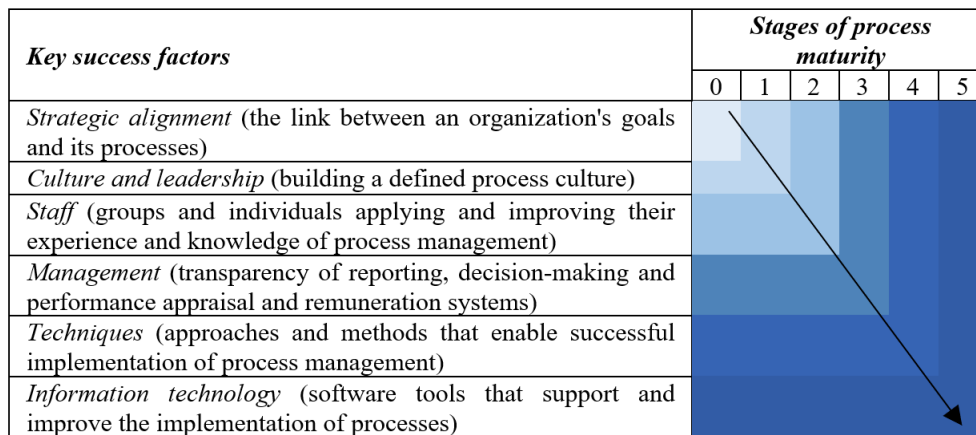 Key success factors
Stages of process
maturity
0 1 2 3 4 5
Strategic alignment (the link between an organization's goals
and its processes)
Culture and leadership (building a defined process culture)
Staff (groups and individuals applying and improving their
experience and knowledge of process management)
Management (transparency of reporting, decision-making and
performance appraisal and remuneration systems)
Techniques (approaches and methods that enable successful
implementation of process management)
Information technology (software tools that support and
improve the implementation of processes)